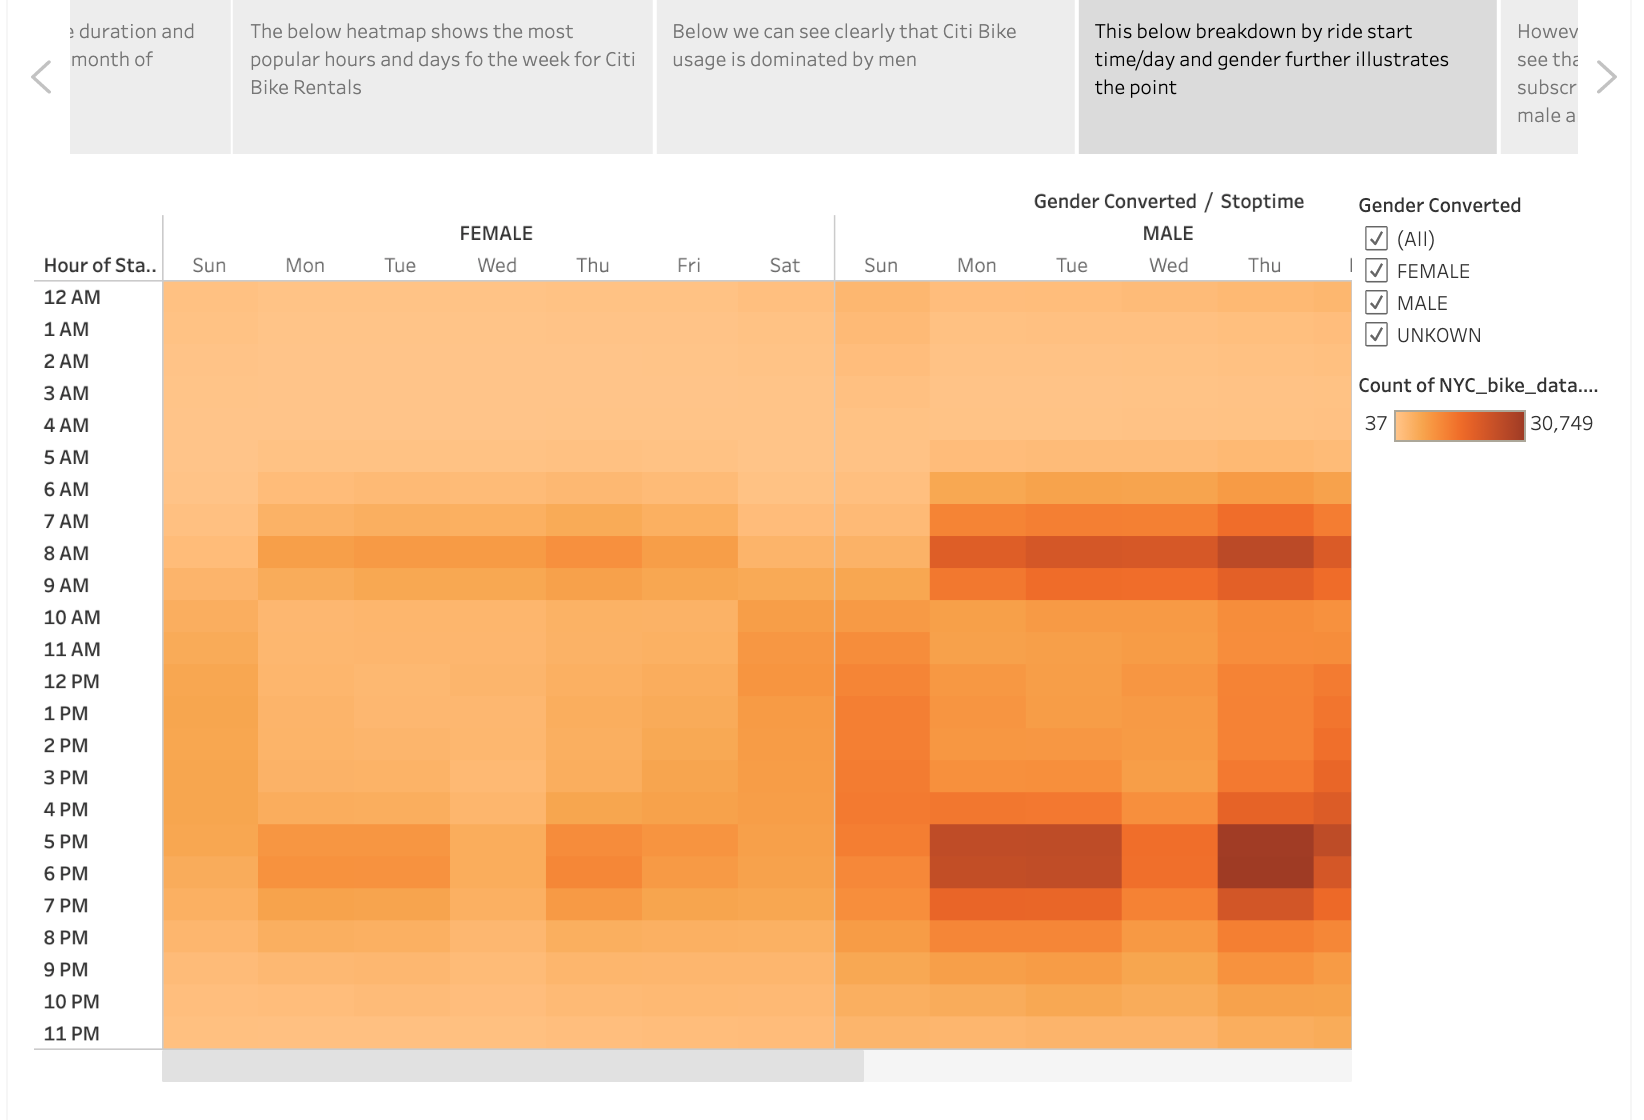 e duration and
month of
The below heatmap shows the most
popular hours and days fo the week for Citi
Bike Rentals
Below we can see clearly that Citi Bike
usage is dominated by men
This below breakdown by ride start
time/day and gender further illustrates
the point
Howev
see tha
subscr
male a
Gender Converted / Stoptime
FEMALE MALE
Hour of Sta.. Sun Mon Tue Wed Thu Fri Sat Sun Mon Tue Wed Thu
12 AM
1 AM
2 AM
3 AM
4 AM
5 AM
6 AM
7 AM
8 AM
9 AM
10 AM
11 AM
12 PM
1 PM
2 PM
3 PM
4 PM
5 PM
6 PM
7 PM
8 PM
9 PM
10 PM
11 PM
Gender Converted
(All)
FEMALE
MALE
UNKOWN
Count of NYC_bike_data....
37 30,749